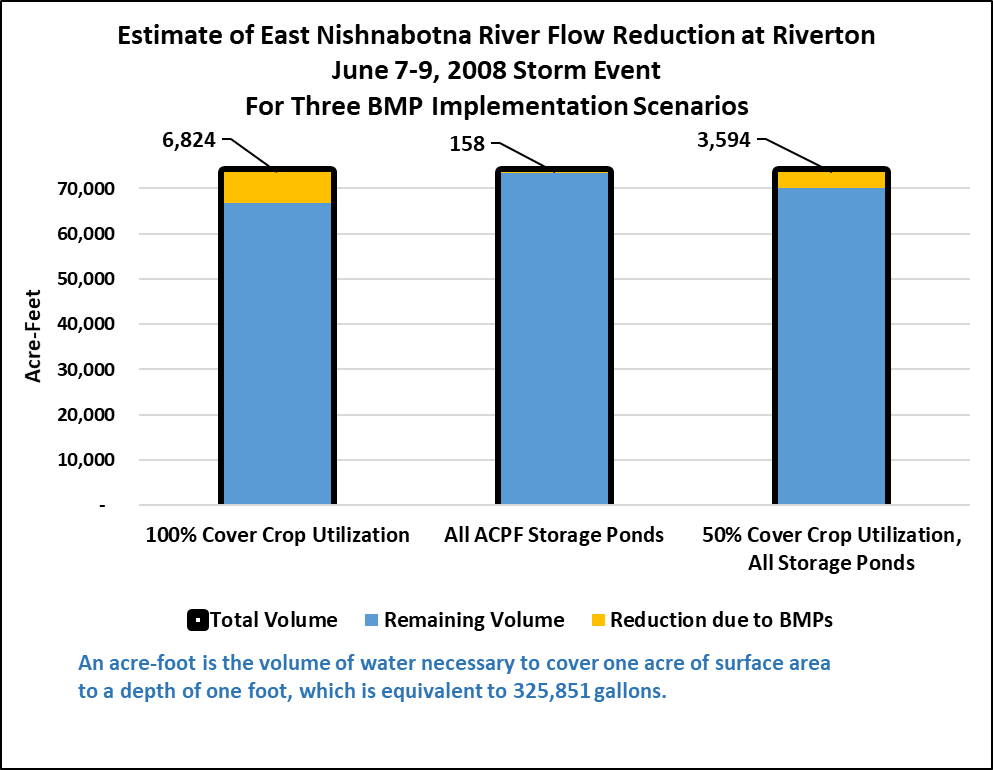 Estimate of East Nishnabotna River Flow Reduction at Riverton
June 7-9, 2008 Storm Event
For Three BMP Implementation Scenarios
6,824
158
3,594
Acre-Feet
70,000
60,000
50,000
40,000
30,000
20,000
10,000
-
100% Cover Crop Utilization
All ACPF Storage Ponds
50% Cover Crop Utilization,
All Storage Ponds
Total Volume
Remaining Volume
Reduction due to BMPs
An acre-foot is the volume of water necessary to cover one acre of surface area
to a depth of one foot, which is equivalent to 325,851 gallons.